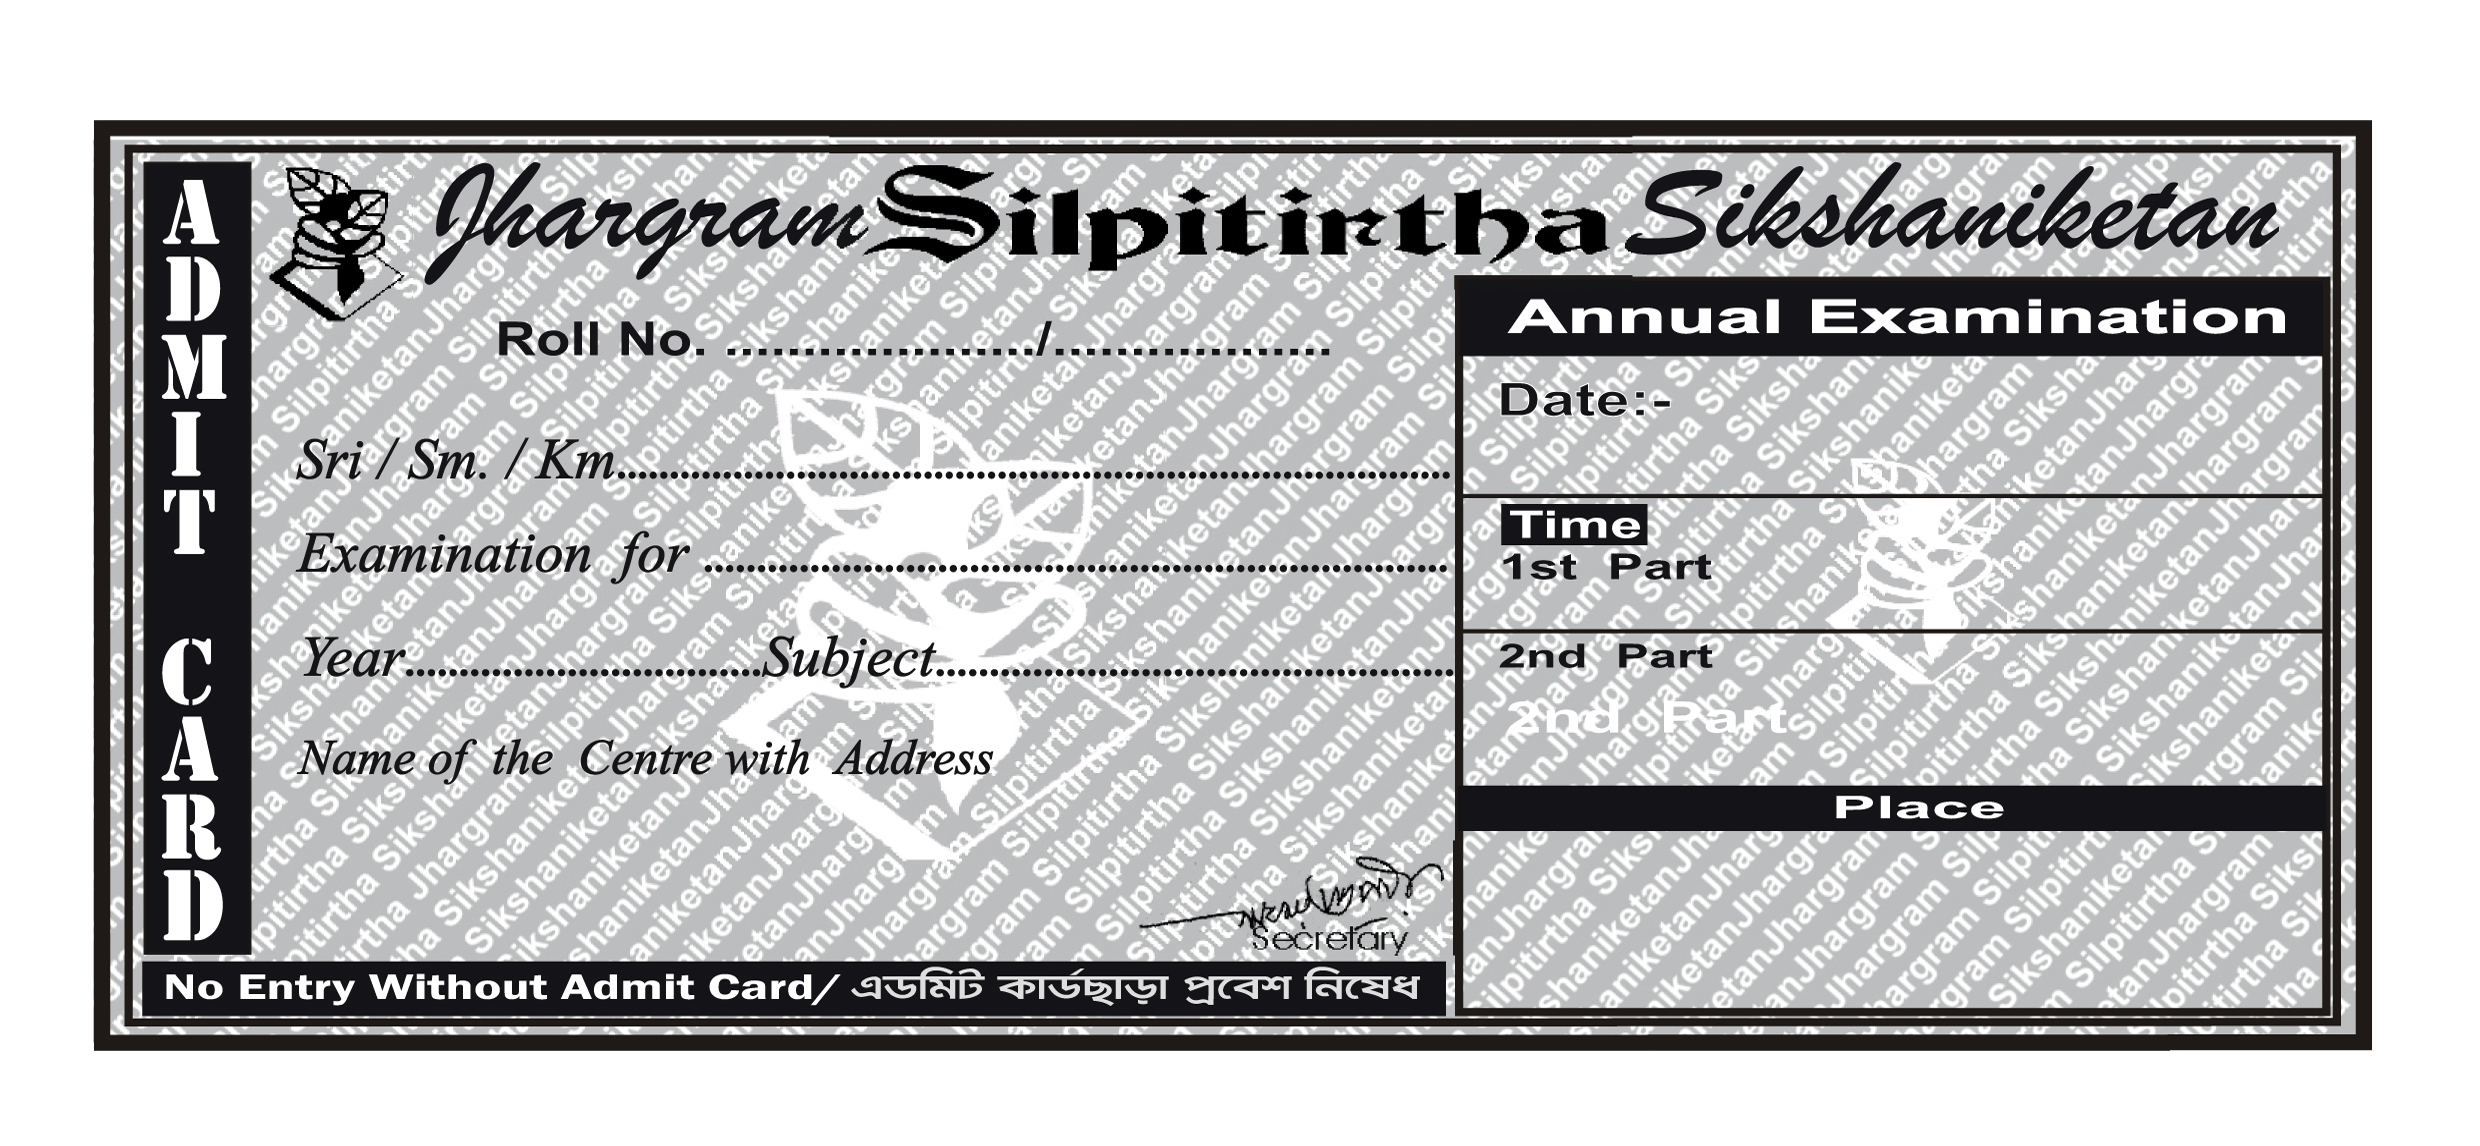 ADMIT CARD
Jhargram Silpitirtha Sikshaniketan
Roll No. ..................../..................
Sri / Sm. / Km..........................................................................
Examination for ..................................................................
Year................................Subject..............................................
Name of the Centre with Address
Secretary
No Entry Without Admit Card/ এডমিট কার্ডছাড়া প্রবেশ নিষেধ
Annual Examination
Date:-
Time
1st Part
2nd Part
2nd Part
Place